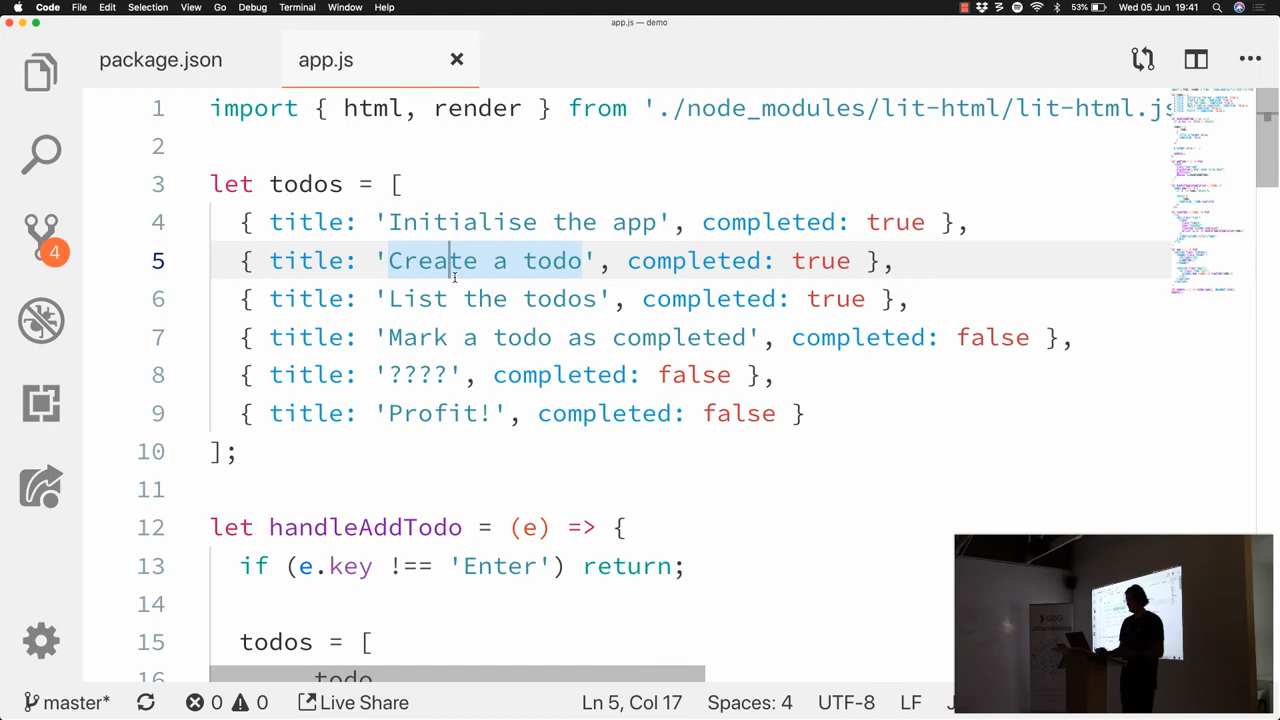 Code File Edit Selection View Go Debug Terminal Window Help 53% Wed 05 Jun 19:41
app.js — demo
package.json app.js
1 import { html, render } from './node_modules/lit-html/lit-html.js
2
3 let todos = [
4 { title: 'Initialise the app', completed: true },
5 { title: 'Create a todo', completed: true },
6 { title: 'List the todos', completed: true },
7 { title: 'Mark a todo as completed', completed: false },
8 { title: '????', completed: false },
9 { title: 'Profit!', completed: false }
10 ];
11
12 let handleAddTodo = (e) => {
13 if (e.key !== 'Enter') return;
14
15 todos = [
16 todo
4
GDG
Johannesburg
master* 0 0 Live Share Ln 5, Col 17 Spaces: 4 UTF-8 LF